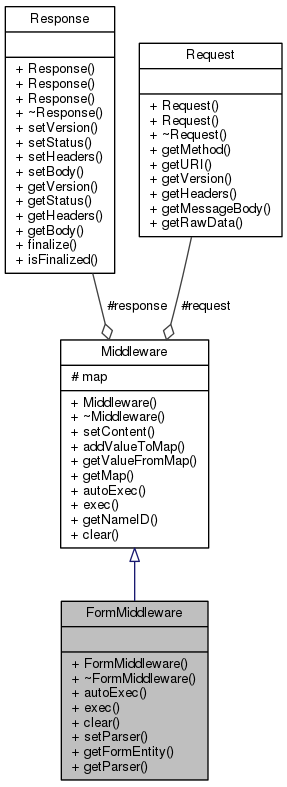 Response
+ Response()
+ Response()
+ Response()
+ ~Response()
+ setVersion()
+ setStatus()
+ setHeaders()
+ setBody()
+ getVersion()
+ getStatus()
+ getHeaders()
+ getBody()
+ finalize()
+ isFinalized()
Request
+ Request()
+ Request()
+ ~Request()
+ getMethod()
+ getURI()
+ getVersion()
+ getHeaders()
+ getMessageBody()
+ getRawData()
#response
#request
Middleware
# map
+ Middleware()
+ ~Middleware()
+ setContent()
+ addValueToMap()
+ getValueFromMap()
+ getMap()
+ autoExec()
+ exec()
+ getNameID()
+ clear()
FormMiddleware
+ FormMiddleware()
+ ~FormMiddleware()
+ autoExec()
+ exec()
+ clear()
+ setParser()
+ getFormEntity()
+ getParser()